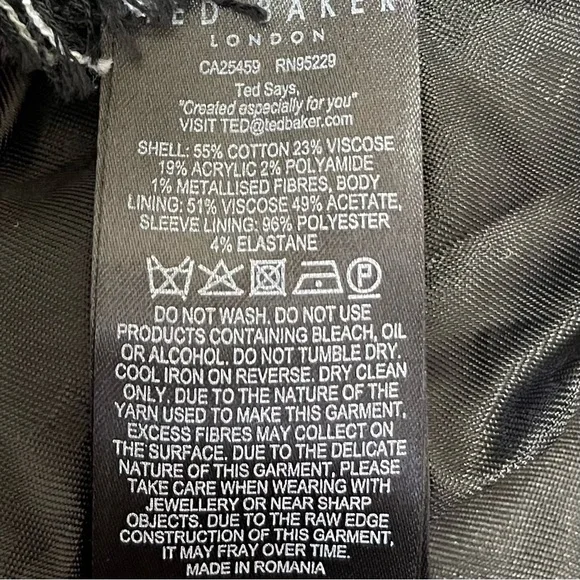 TED BAKER
LONDON
CA25459 RN95229
Ted Says,
"Created especially for you"
VISIT TED@tedbaker.com
SHELL: 55% COTTON 23% VISCOSE
19% ACRYLIC 2% POLYAMIDE
1% METALLISED FIBRES, BODY
LINING: 51% VISCOSE 49% ACETATE,
SLEEVE LINING: 96% POLYESTER
4% ELASTANE
P
DO NOT WASH. DO NOT USE
PRODUCTS CONTAINING BLEACH, OIL
OR ALCOHOL. DO NOT TUMBLE DRY.
COOL IRON ON REVERSE. DRY CLEAN
ONLY. DUE TO THE NATURE OF THE
YARN USED TO MAKE THIS GARMENT,
EXCESS FIBRES MAY COLLECT ON
THE SURFACE. DUE TO THE DELICATE
NATURE OF THIS GARMENT, PLEASE
TAKE CARE WHEN WEARING WITH
JEWELLERY OR NEAR SHARP
OBJECTS. DUE TO THE RAW EDGE
CONSTRUCTION OF THIS GARMENT,
IT MAY FRAY OVER TIME.
MADE IN ROMANIA